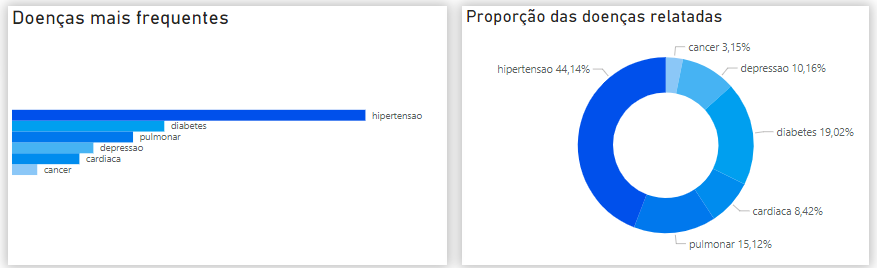 Doenças mais frequentes
hipertensao
diabetes
pulmonar
depressao
cardiaca
cancer
Proporção das doenças relatadas
cancer 3,15%
hipertensao 44,14%
depressao 10,16%
diabetes 19,02%
cardiaca 8,42%
pulmonar 15,12%